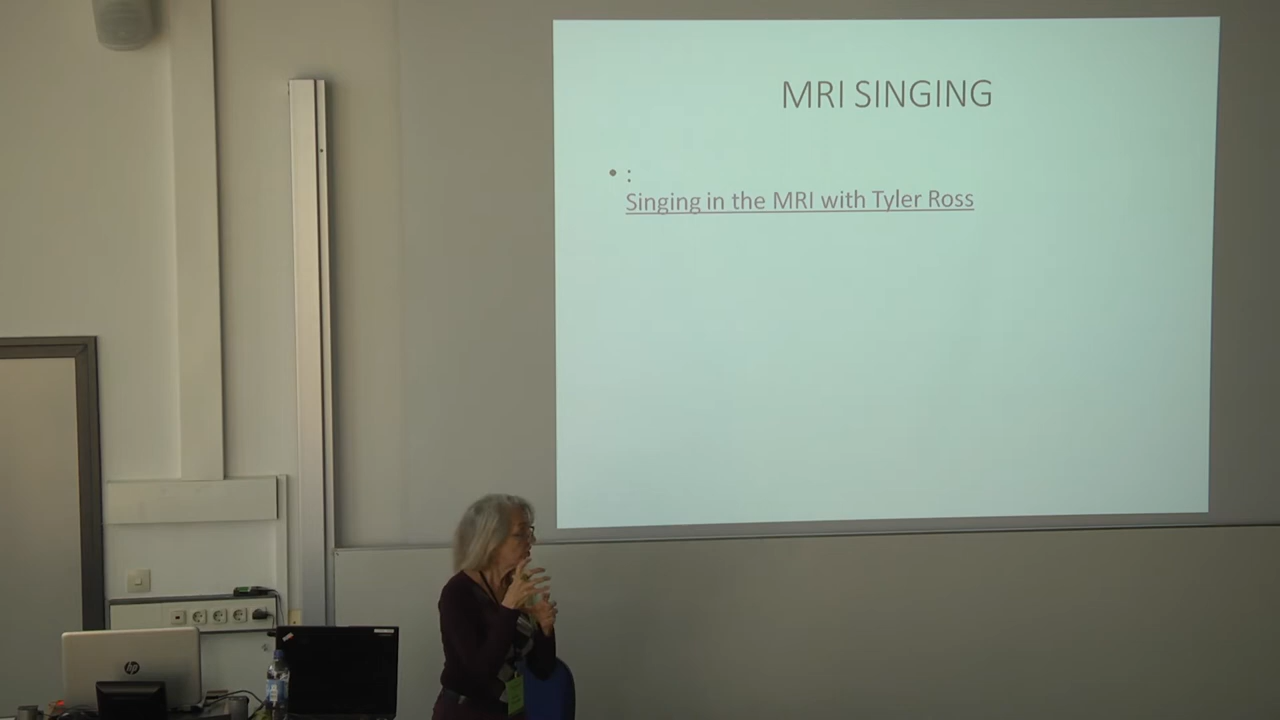 MRI SINGING
• :
Singing in the MRI with Tyler Ross
hp